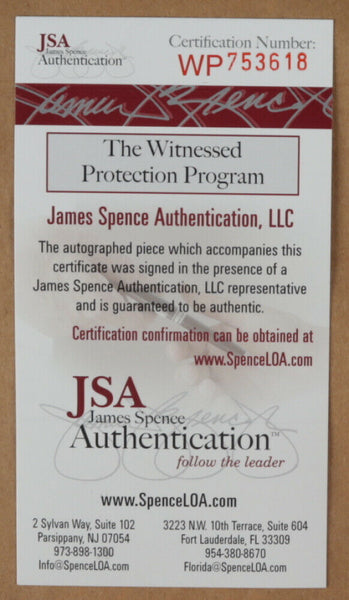 JSA
James Spence
Authentication
Certification Number:
WP753618
James Spence
The Witnessed
Protection Program
James Spence Authentication, LLC
The autographed piece which accompanies this
certificate was signed in the presence of a
James Spence Authentication, LLC representative
and is guaranteed to be authentic.
Certification confirmation can be obtained at
www.SpenceLOA.com
JSA
James Spence
Authentication™
follow the leader
www.SpenceLOA.com
2 Sylvan Way, Suite 102
Parsippany, NJ 07054
973-898-1300
Info@SpenceLOA.com
3223 N.W. 10th Terrace, Suite 604
Fort Lauderdale, FL 33309
954-380-8670
Florida@SpenceLOA.com